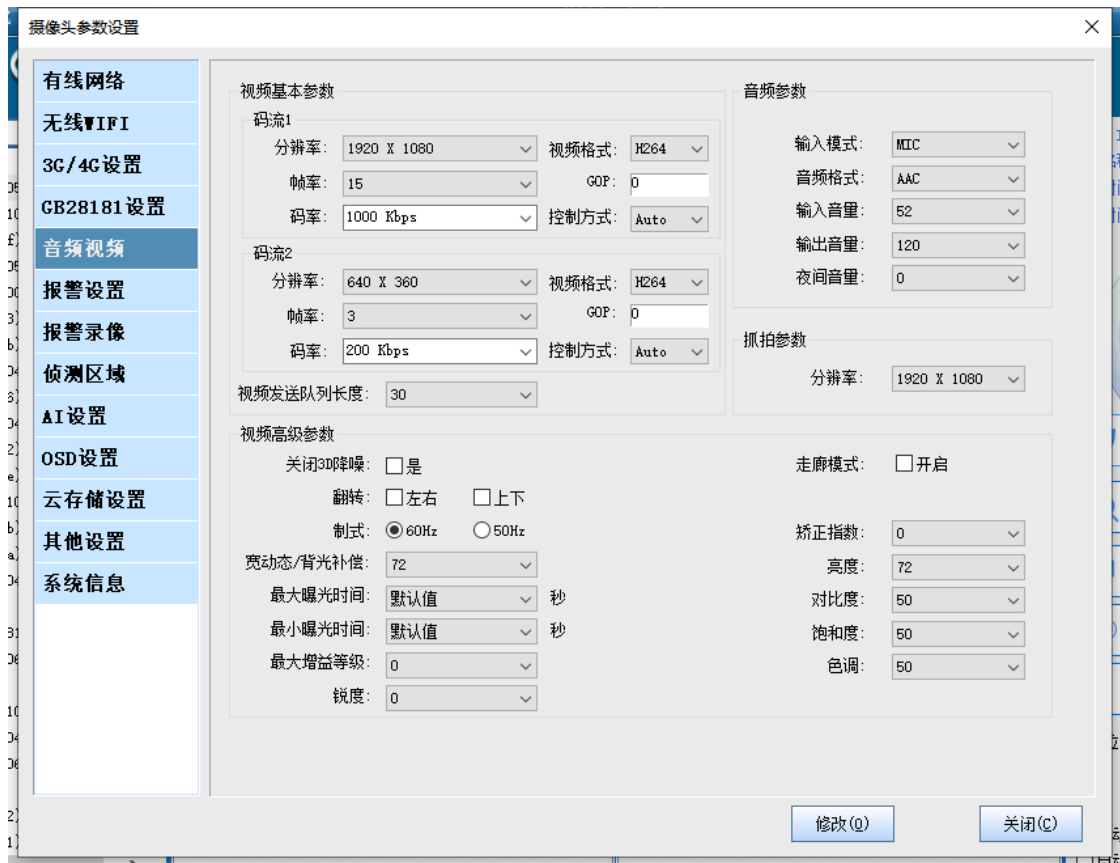 摄像头参数设置
有线网络
无线WIFI
3G/4G设置
GB28181设置
音频视频
报警设置
报警录像
侦测区域
AI设置
OSD设置
云存储设置
其他设置
系统信息
视频基本参数
码流1
分辨率: 1920 X 1080 视频格式: H264
帧率: 15 GOP: 0
码率: 1000 Kbps 控制方式: Auto
码流2
分辨率: 640 X 360 视频格式: H264
帧率: 3 GOP: 0
码率: 200 Kbps 控制方式: Auto
视频发送队列长度: 30
音频参数
输入模式: MIC
音频格式: AAC
输入音量: 52
输出音量: 120
夜间音量: 0
抓拍参数
分辨率: 1920 X 1080
视频高级参数
关闭3D降噪: 是
翻转: 左右 上下
制式: 60Hz 50Hz
宽动态/背光补偿: 72
最大曝光时间: 默认值 秒
最小曝光时间: 默认值 秒
最大增益等级: 0
锐度: 0
走廊模式: 开启
矫正指数: 0
亮度: 72
对比度: 50
饱和度: 50
色调: 50
修改(O)
关闭(C)